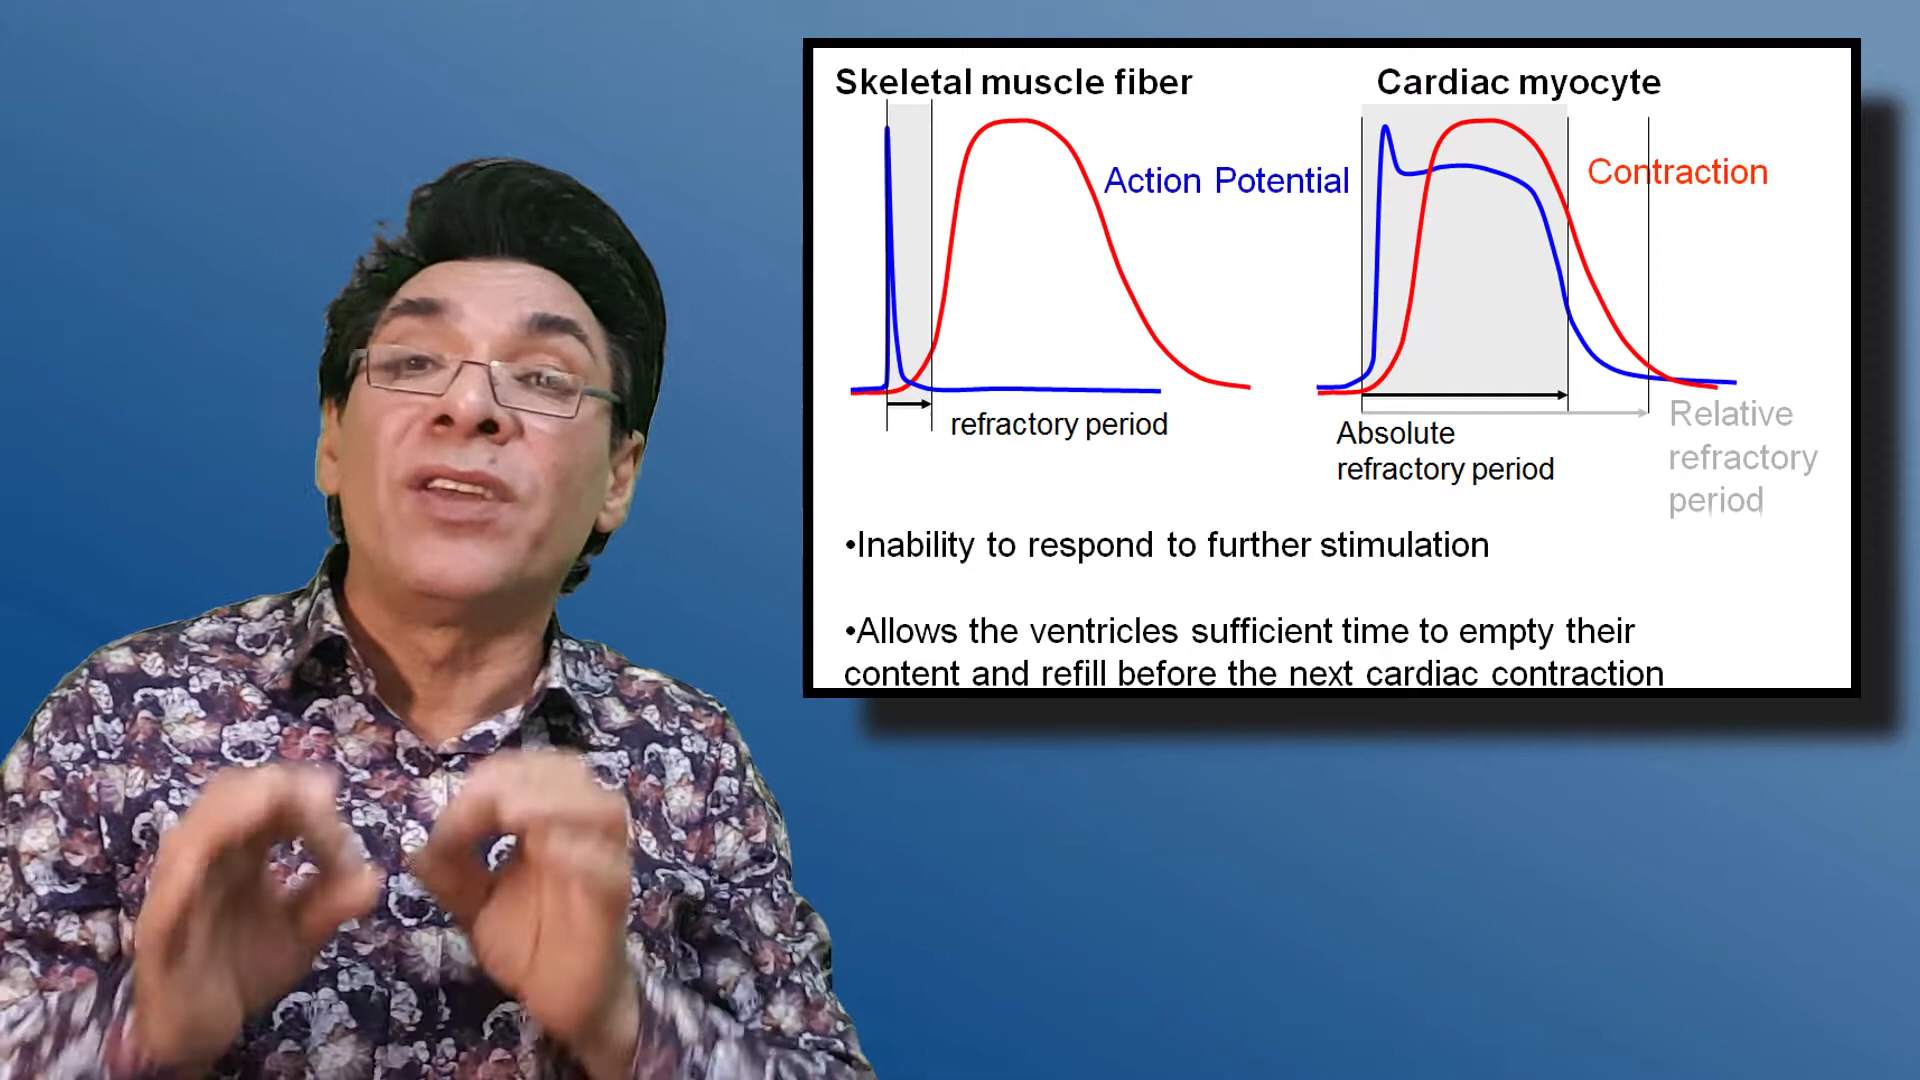 Skeletal muscle fiber
Cardiac myocyte
Action Potential
Contraction
refractory period
Absolute
refractory period
Relative
refractory
period
•Inability to respond to further stimulation
•Allows the ventricles sufficient time to empty their
content and refill before the next cardiac contraction